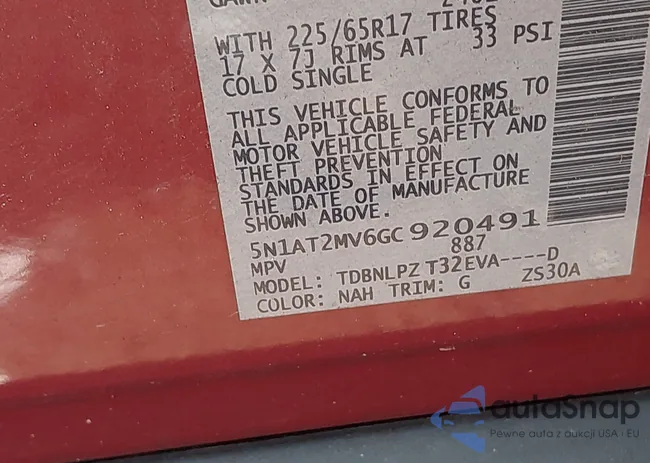 WITH 225/65R17 TIRES
17 X 7J RIMS AT 33 PSI
COLD SINGLE
THIS VEHICLE CONFORMS TO
ALL APPLICABLE FEDERAL
MOTOR VEHICLE SAFETY AND
THEFT PREVENTION
STANDARDS IN EFFECT ON
THE DATE OF MANUFACTURE
SHOWN ABOVE.
5N1AT2MV6GC920491
MPV 887
MODEL: TDBNLPZ T32EVA----D
COLOR: NAH TRIM: G ZS30A
autoSnap
Pewne auta z aukcji USA · EU